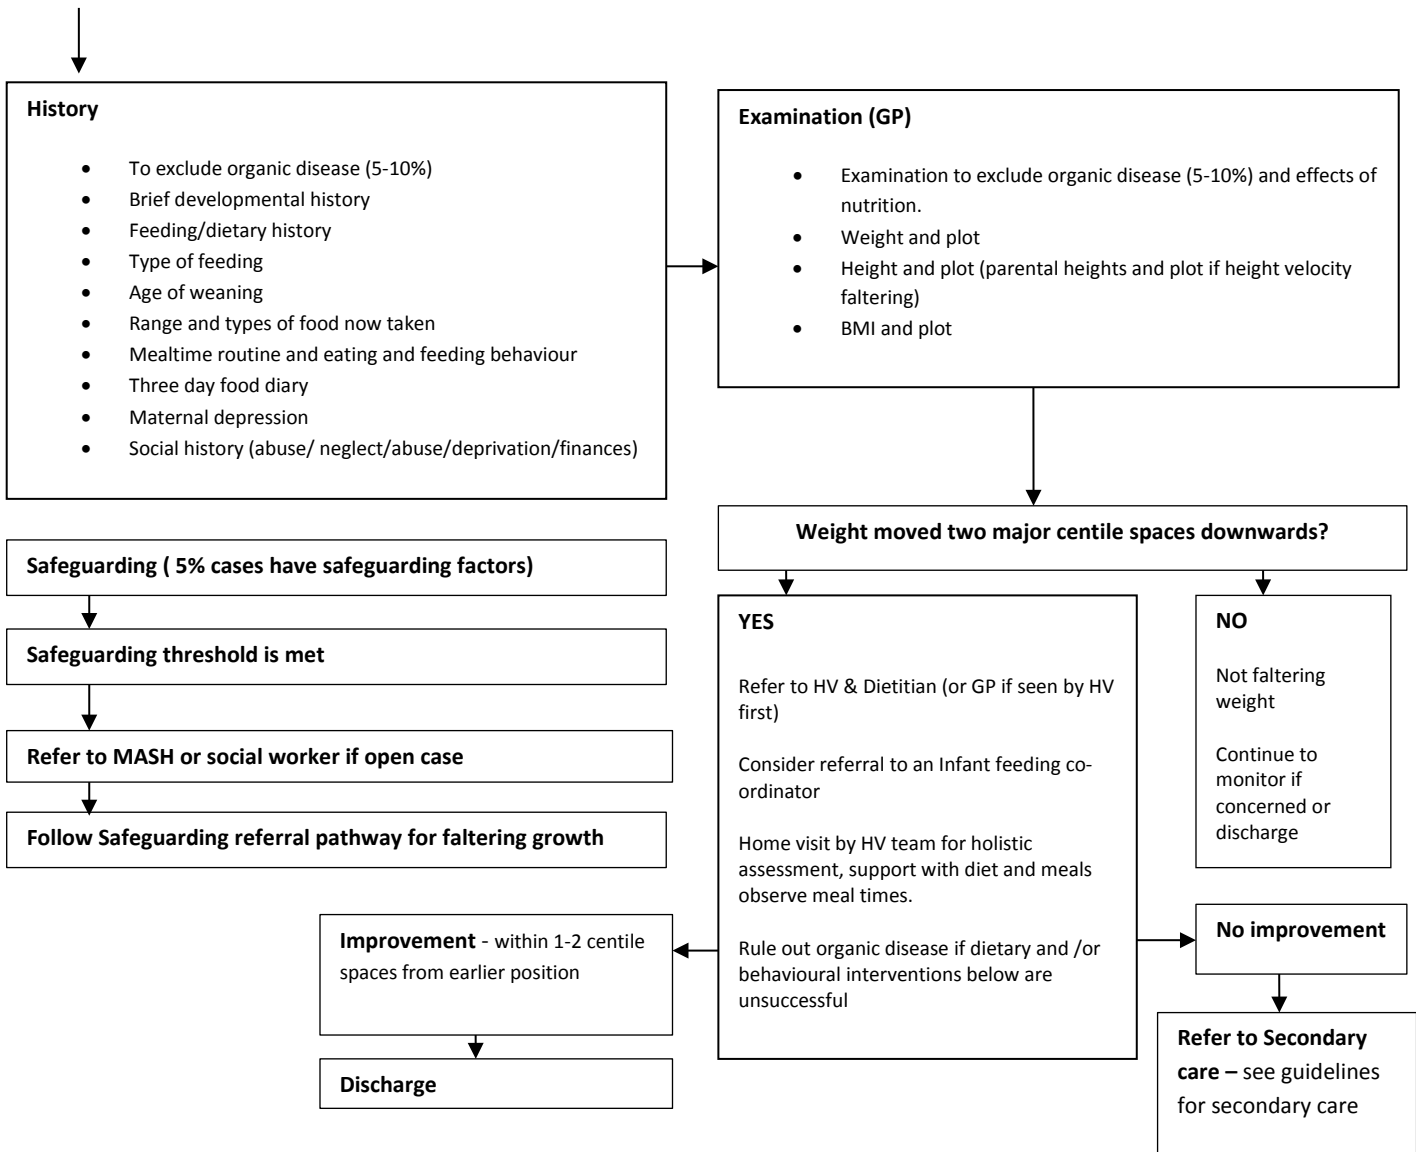 History
• To exclude organic disease (5-10%)
• Brief developmental history
• Feeding/dietary history
• Type of feeding
• Age of weaning
• Range and types of food now taken
• Mealtime routine and eating and feeding behaviour
• Three day food diary
• Maternal depression
• Social history (abuse/ neglect/abuse/deprivation/finances)
Examination (GP)
• Examination to exclude organic disease (5-10%) and effects of
nutrition.
• Weight and plot
• Height and plot (parental heights and plot if height velocity
faltering)
• BMI and plot
Weight moved two major centile spaces downwards?
Safeguarding ( 5% cases have safeguarding factors)
Safeguarding threshold is met
Refer to MASH or social worker if open case
Follow Safeguarding referral pathway for faltering growth
YES
Refer to HV & Dietitian (or GP if seen by HV
first)
Consider referral to an Infant feeding co-
ordinator
Home visit by HV team for holistic
assessment, support with diet and meals
observe meal times.
Rule out organic disease if dietary and /or
behavioural interventions below are
unsuccessful
NO
Not faltering
weight
Continue to
monitor if
concerned or
discharge
Improvement - within 1-2 centile
spaces from earlier position
Discharge
No improvement
Refer to Secondary
care – see guidelines
for secondary care